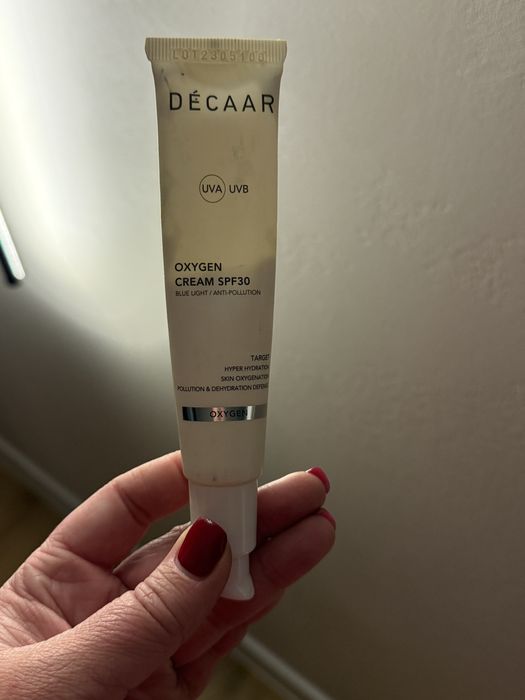 LOT2305100
DÉCAAR
UVA UVB
OXYGEN
CREAM SPF30
BLUE LIGHT / ANTI-POLLUTION
TARGET
HYPER HYDRATION
SKIN OXYGENATION
POLLUTION & DEHYDRATION DEFENSE
OXYGEN